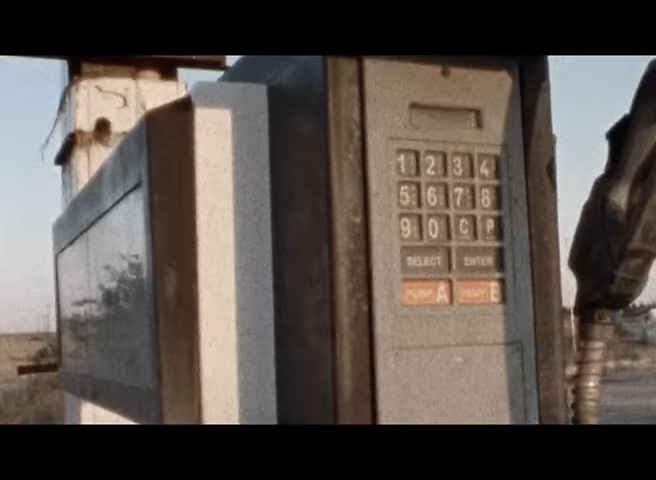 1 2 3 4
5 6 7 8
9 0 C P
SELECT ENTER
PUMP A PUMP B